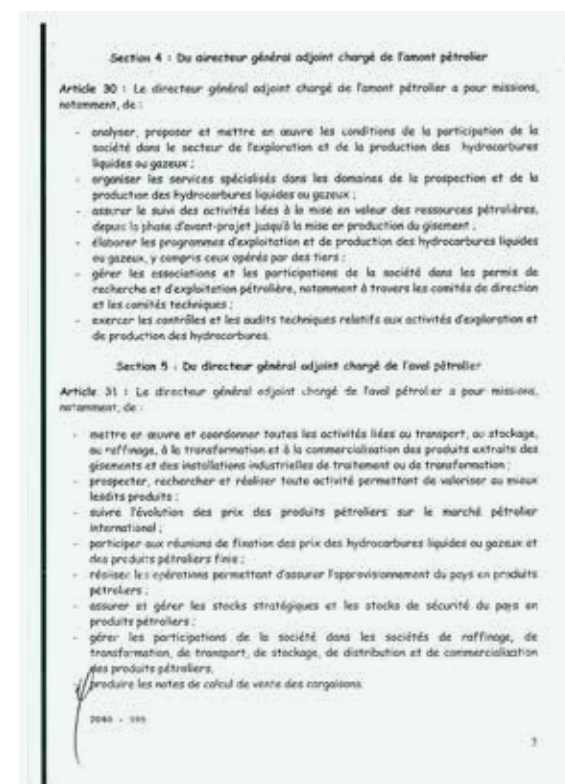 Section 4 : Du directeur général adjoint chargé de l'amont pétrolier
Article 30 : Le directeur général adjoint chargé de l'amont pétrolier a pour missions,
notamment, de :
- analyser, proposer et mettre en œuvre les conditions de la participation de la
société dans le secteur de l'exploration et de la production des hydrocarbures
liquides ou gazeux ;
- organiser les services spécialisés dans les domaines de la prospection et de la
production des hydrocarbures liquides ou gazeux ;
- assurer le suivi des activités liées à la mise en valeur des ressources pétrolières,
depuis la phase d'avant-projet jusqu'à la mise en production du gisement ;
- élaborer les programmes d'exploitation et de production des hydrocarbures liquides
ou gazeux, y compris ceux opérés par des tiers ;
- gérer les associations et les participations de la société dans les permis de
recherche et d'exploitation pétrolière, notamment à travers les comités de direction
et les comités techniques ;
- exercer les contrôles et les audits techniques relatifs aux activités d'exploration et
de production des hydrocarbures.
Section 5 : Du directeur général adjoint chargé de l'aval pétrolier
Article 31 : Le directeur général adjoint chargé de l'aval pétrolier a pour missions,
notamment, de :
- mettre en œuvre et coordonner toutes les activités liées au transport, au stockage,
au raffinage, à la transformation et à la commercialisation des produits extraits des
gisements et des installations industrielles de traitement ou de transformation ;
- prospecter, rechercher et réaliser toute activité permettant de valoriser au mieux
lesdits produits ;
- suivre l'évolution des prix des produits pétroliers sur le marché pétrolier
international ;
- participer aux réunions de fixation des prix des hydrocarbures liquides ou gazeux et
des produits pétroliers finis ;
- réaliser les opérations permettant d'assurer l'approvisionnement du pays en produits
pétroliers ;
- assurer et gérer les stocks stratégiques et les stocks de sécurité du pays en
produits pétroliers ;
- gérer les participations de la société dans les sociétés de raffinage, de
transformation, de transport, de stockage, de distribution et de commercialisation
des produits pétroliers.
produire les notes de calcul de vente des cargaisons.